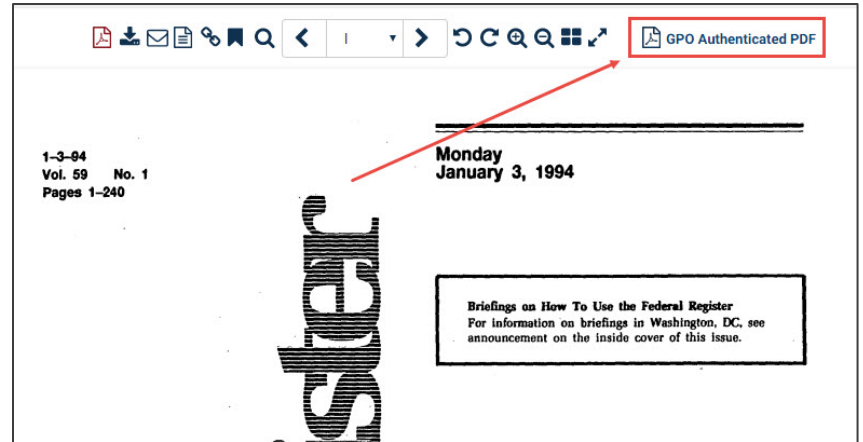 I
GPO Authenticated PDF
1-3-94
Vol. 59 No. 1
Pages 1-240
Monday
January 3, 1994
Briefings on How To Use the Federal Register
For information on briefings in Washington, DC, see
announcement on the inside cover of this issue.
ister